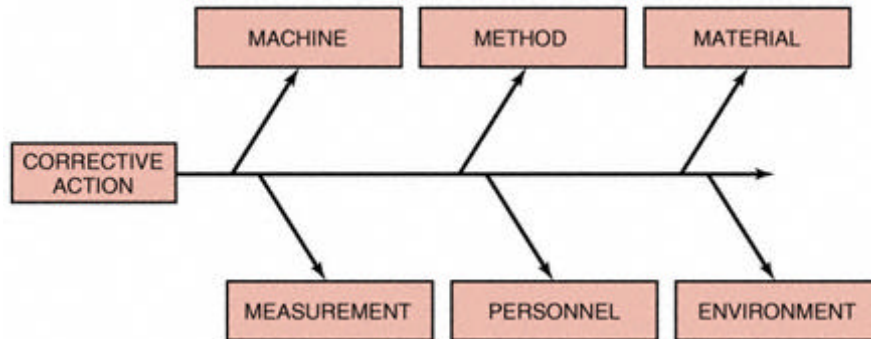 MACHINE
METHOD
MATERIAL
CORRECTIVE
ACTION
MEASUREMENT
PERSONNEL
ENVIRONMENT